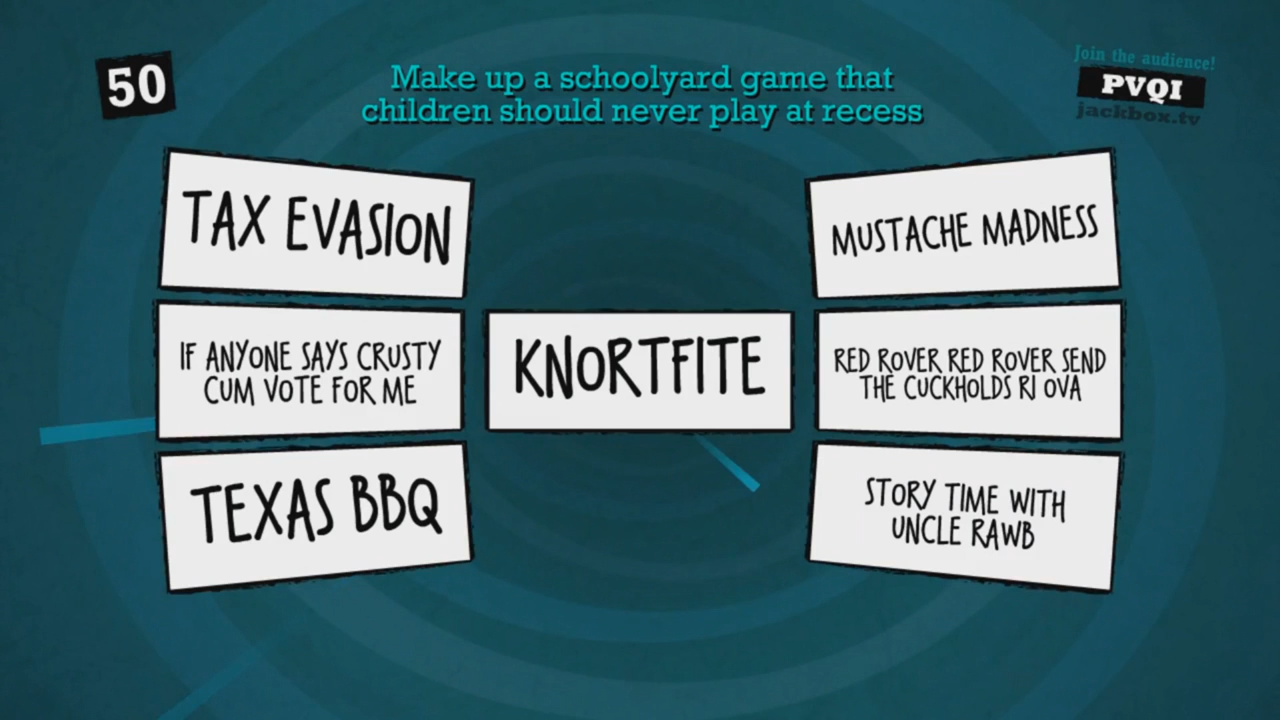 50
Make up a schoolyard game that
children should never play at recess
Join the audience!
PVQI
jackbox.tv
TAX EVASION
IF ANYONE SAYS CRUSTY
CUM VOTE FOR ME
TEXAS BBQ
KNORTFITE
MUSTACHE MADNESS
RED ROVER RED ROVER SEND
THE CUCKHOLDS RJ OVA
STORY TIME WITH
UNCLE RAWB